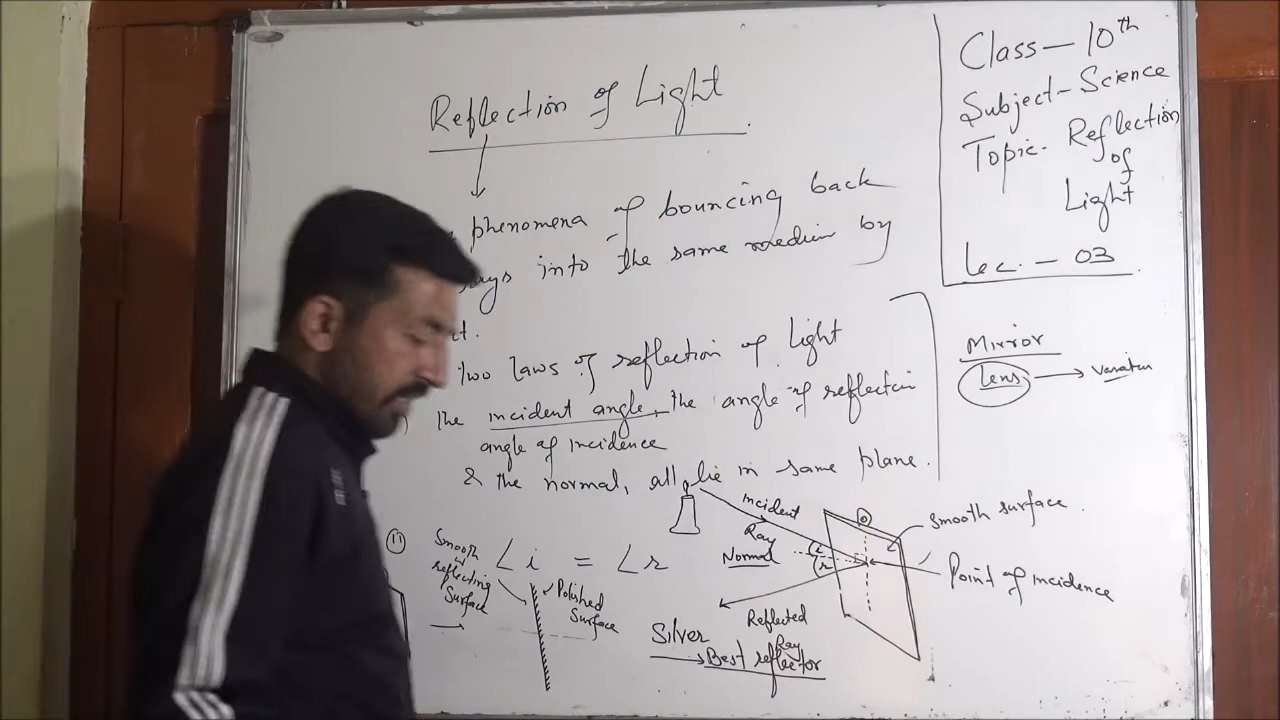 Reflection of Light
phenomena of bouncing back
rays into the same medium by
it.
two laws of reflection of light
the incident angle, the angle of reflection
angle of incidence
& the normal, all lie in same plane.
(ii) ∠i = ∠r
Smooth
reflecting
Surface
Polished
Surface
incident
Ray
Normal
i
r
Reflected
Ray
Silver
Best reflector
smooth surface.
Point of incidence
Class - 10th
Subject - Science
Topic - Reflection
of
Light
Lec. - 03
Mirror
Lens